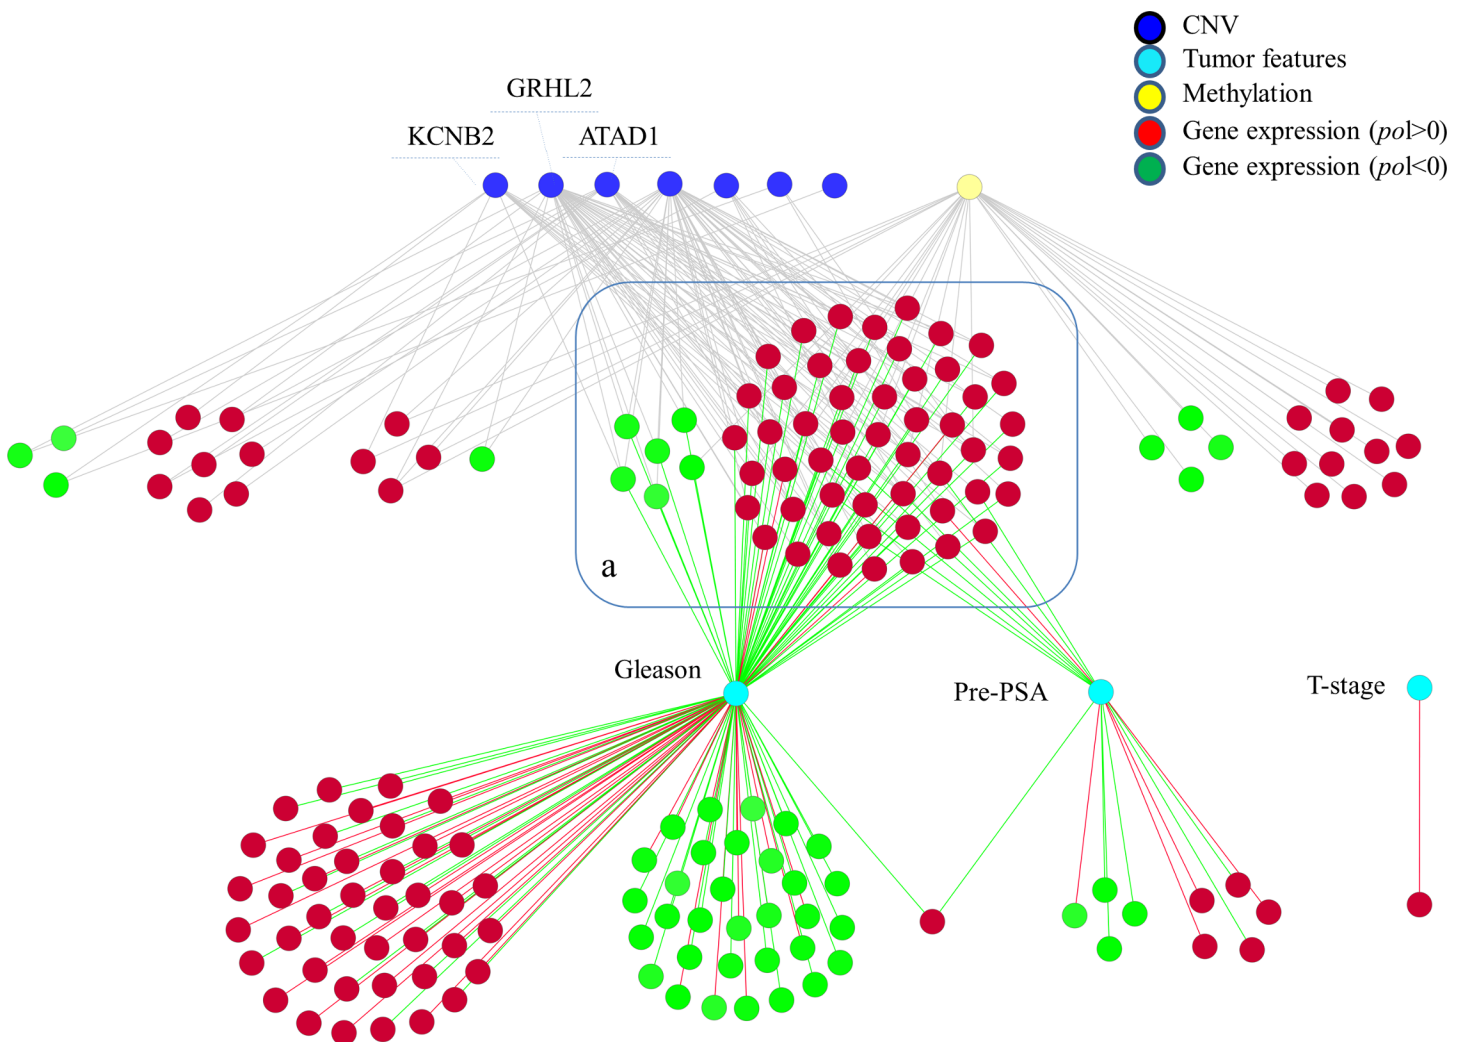 CNV
Tumor features
Methylation
Gene expression (pol>0)
Gene expression (pol<0)
GRHL2
KCNB2
ATAD1
a
Gleason
Pre-PSA
T-stage